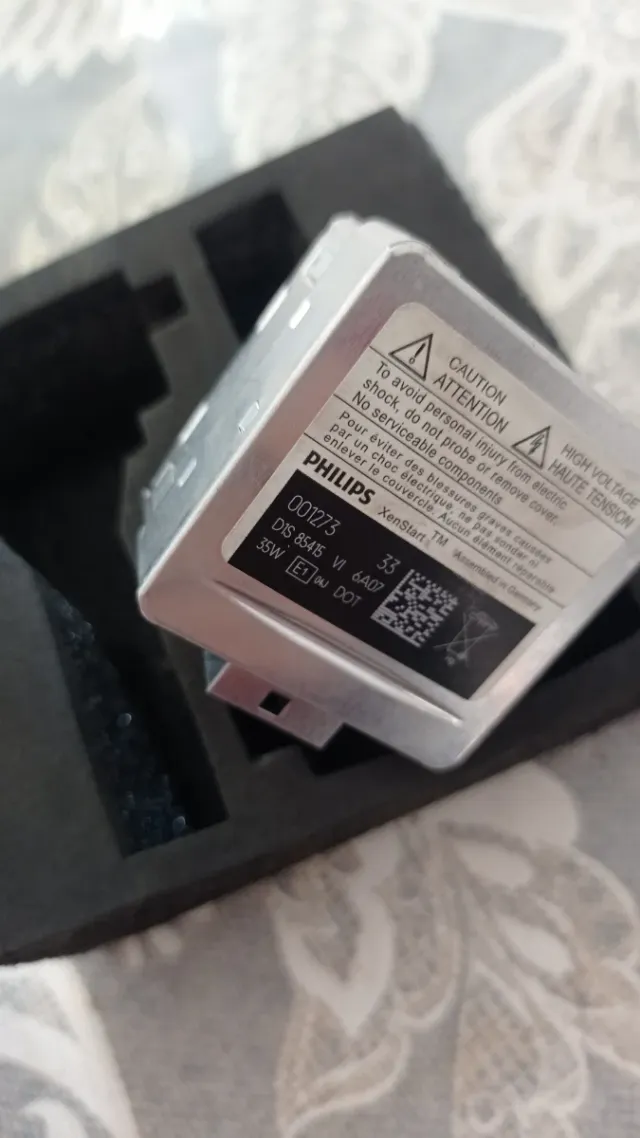 CAUTION
ATTENTION
HIGH VOLTAGE
HAUTE TENSION
To avoid personal injury from electric
shock, do not probe or remove cover.
No serviceable components.
Pour éviter des blessures graves causées
par un choc électrique, ne pas sonder ni
enlever le couvercle. Aucun élément réparable
PHILIPS XenStart™ Assembled in Germany
001273 33
D1S 85415 VI 6A07
35W E1 DOT